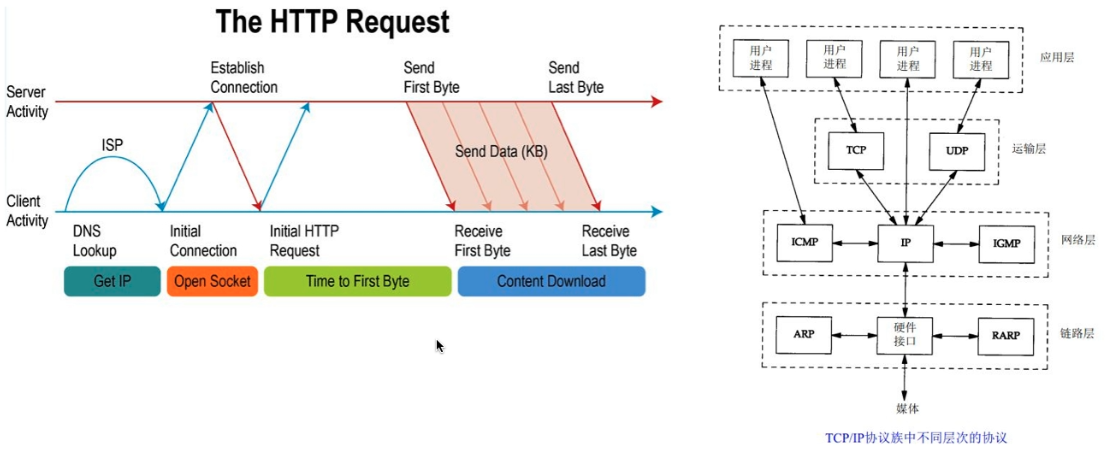 The HTTP Request
Establish
Connection
Send
First Byte
Send
Last Byte
Server
Activity
ISP
Send Data (KB)
Client
Activity
DNS
Lookup
Initial
Connection
Initial HTTP
Request
Receive
First Byte
Receive
Last Byte
Get IP
Open Socket
Time to First Byte
Content Download
用户
进程
用户
进程
用户
进程
用户
进程
应用层
TCP
UDP
运输层
ICMP
IP
IGMP
网络层
ARP
硬件
接口
RARP
链路层
媒体
TCP/IP协议族中不同层次的协议